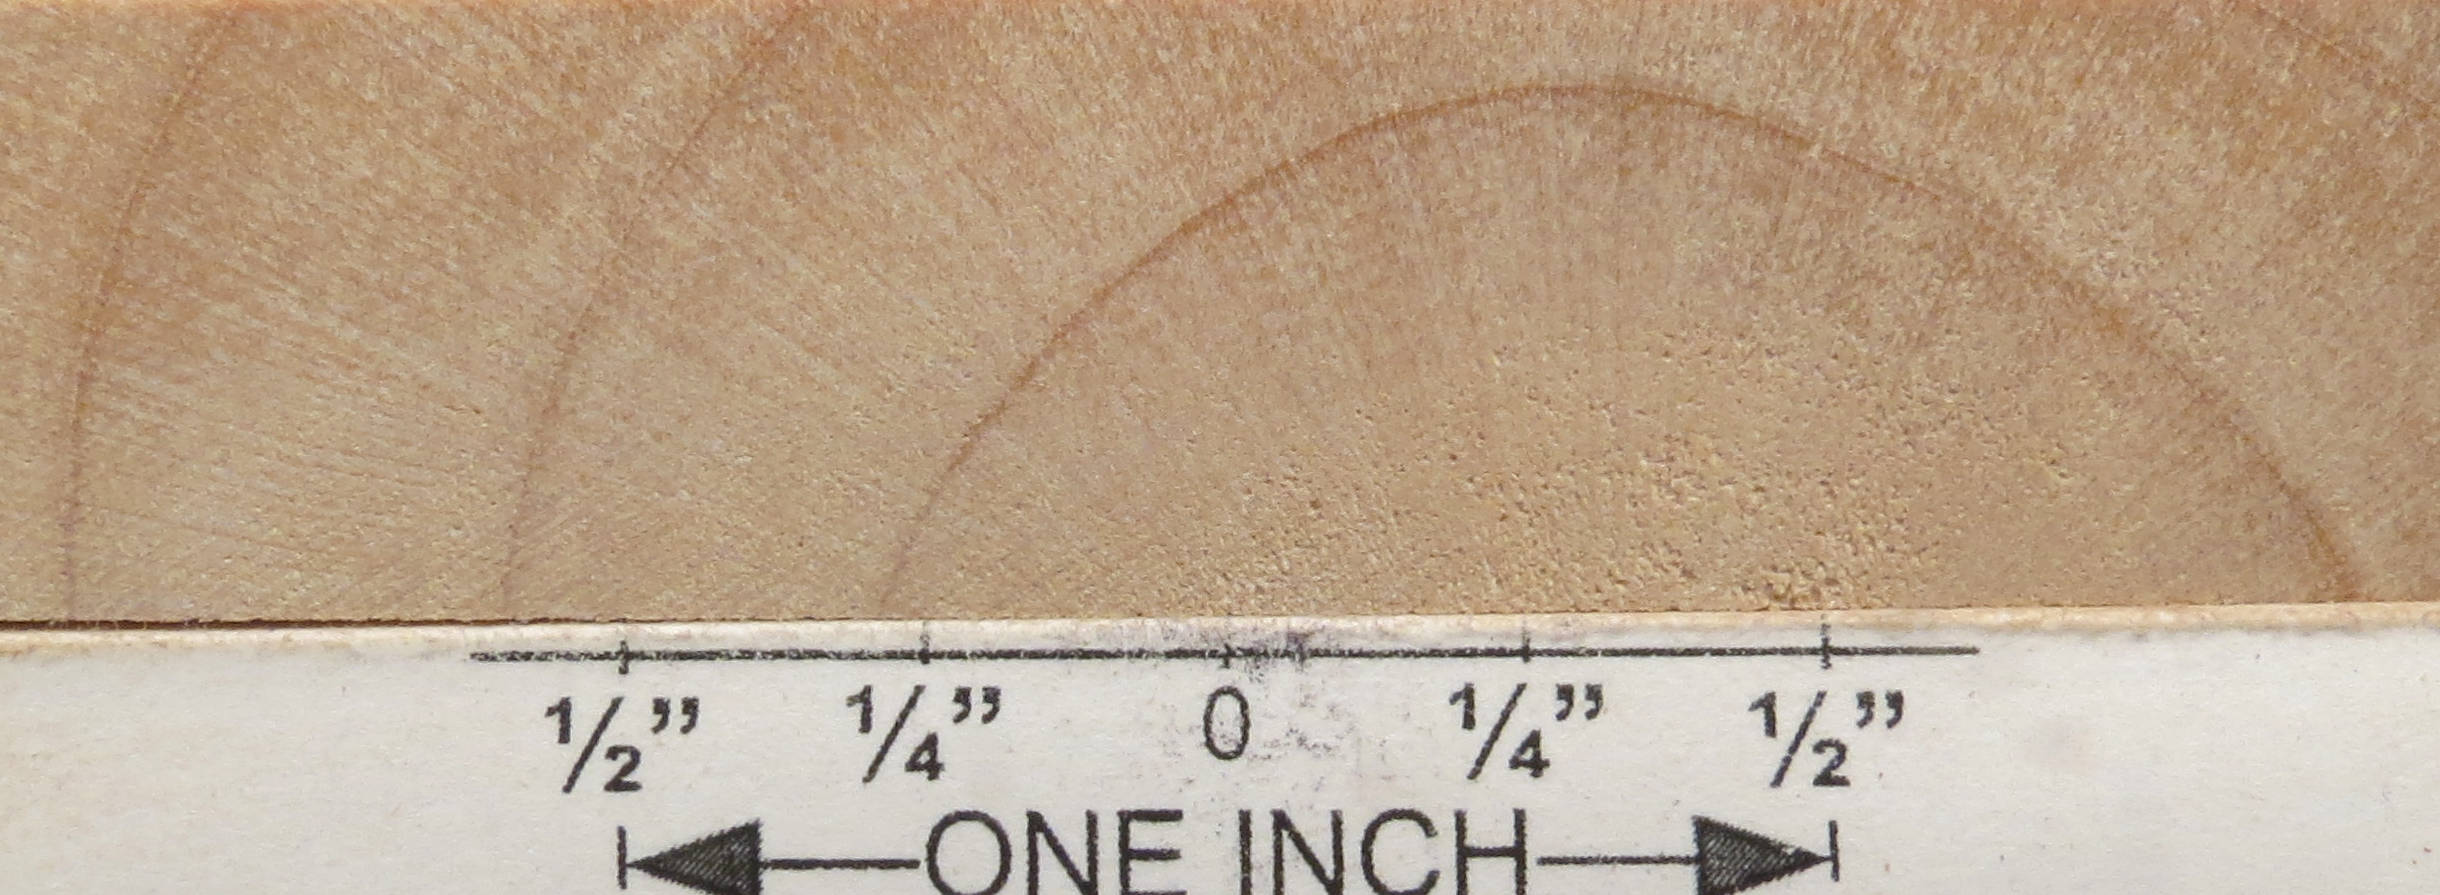 1/2” 1/4” 0 1/4” 1/2”
ONE INCH